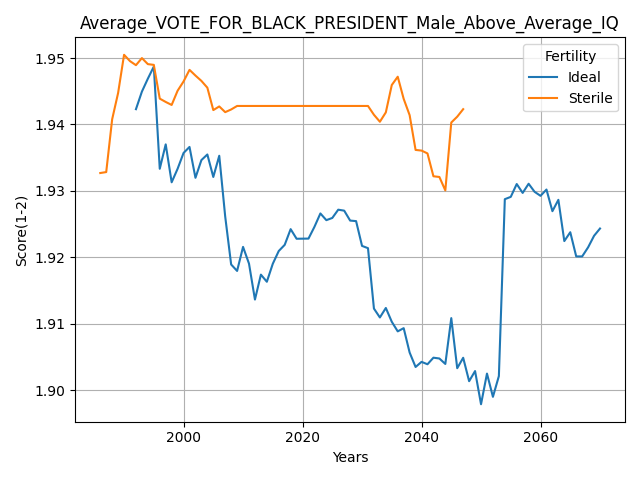 Average_VOTE_FOR_BLACK_PRESIDENT_Male_Above_Average_IQ
Fertility
Ideal
Sterile
Score(1-2)
1.95
1.94
1.93
1.92
1.91
1.90
2000 2020 2040 2060
Years